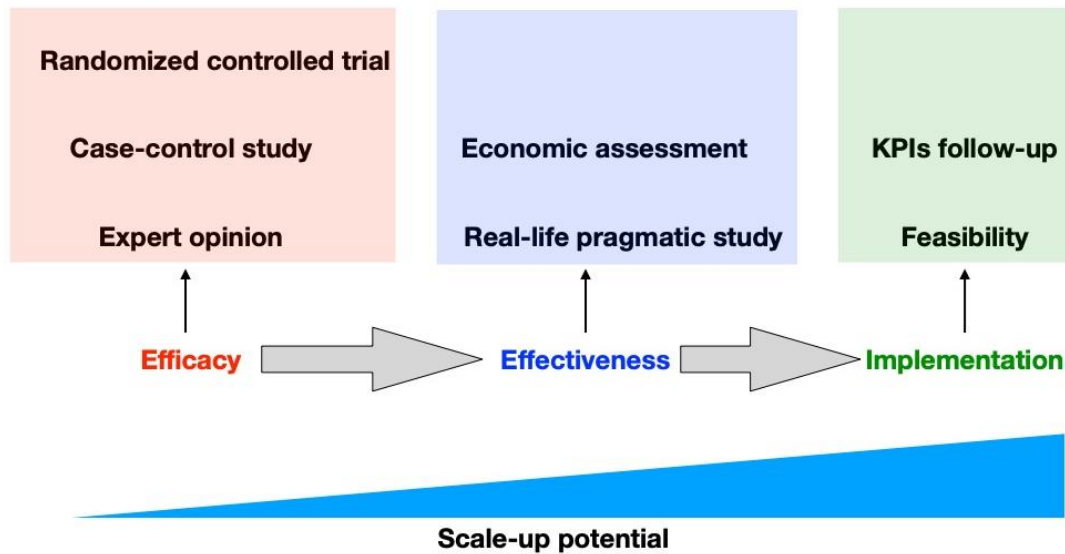 Randomized controlled trial
Case-control study
Expert opinion
Economic assessment
Real-life pragmatic study
KPIs follow-up
Feasibility
Efficacy
Effectiveness
Implementation
Scale-up potential